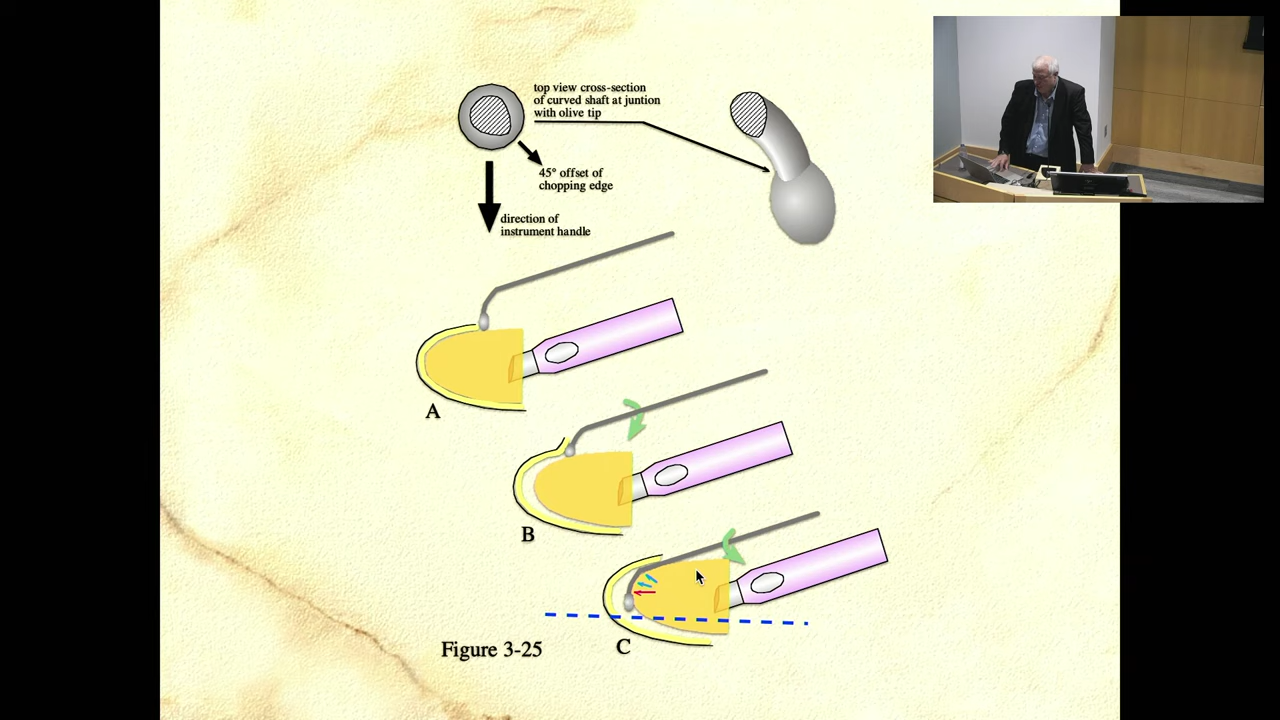 top view cross-section
of curved shaft at juntion
with olive tip
45° offset of
chopping edge
direction of
instrument handle
A
B
C
Figure 3-25